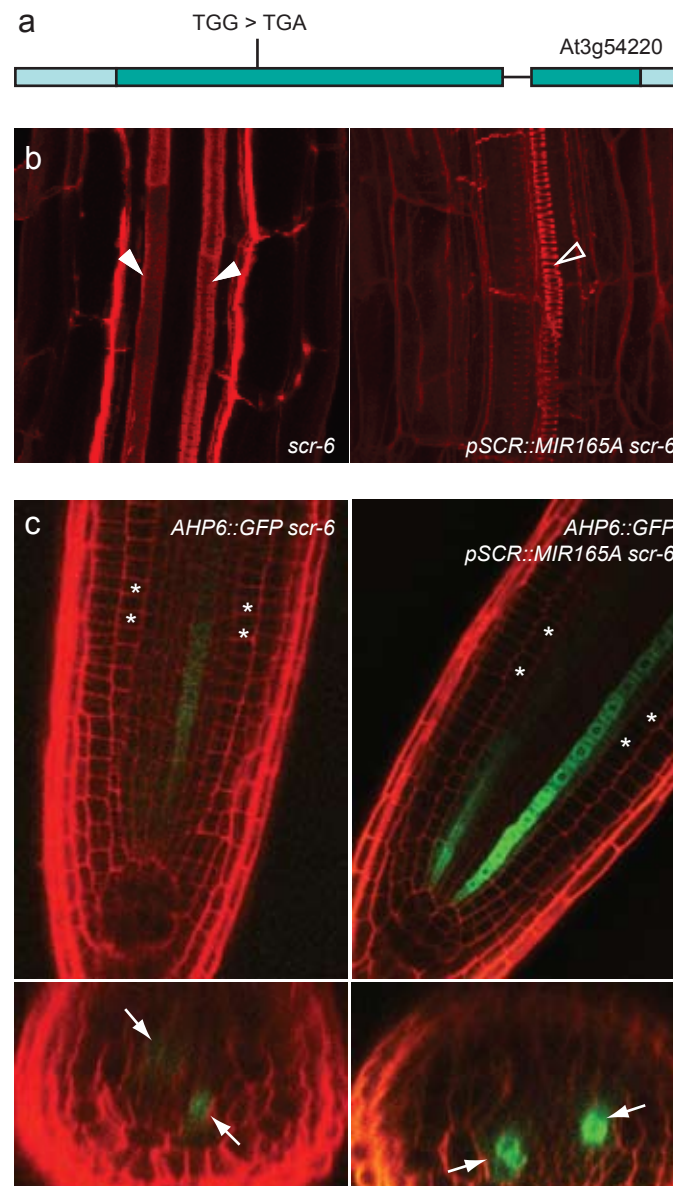 a
TGG > TGA
At3g54220
b
scr-6
pSCR::MIR165A scr-6
c
AHP6::GFP scr-6
AHP6::GFP
pSCR::MIR165A scr-6